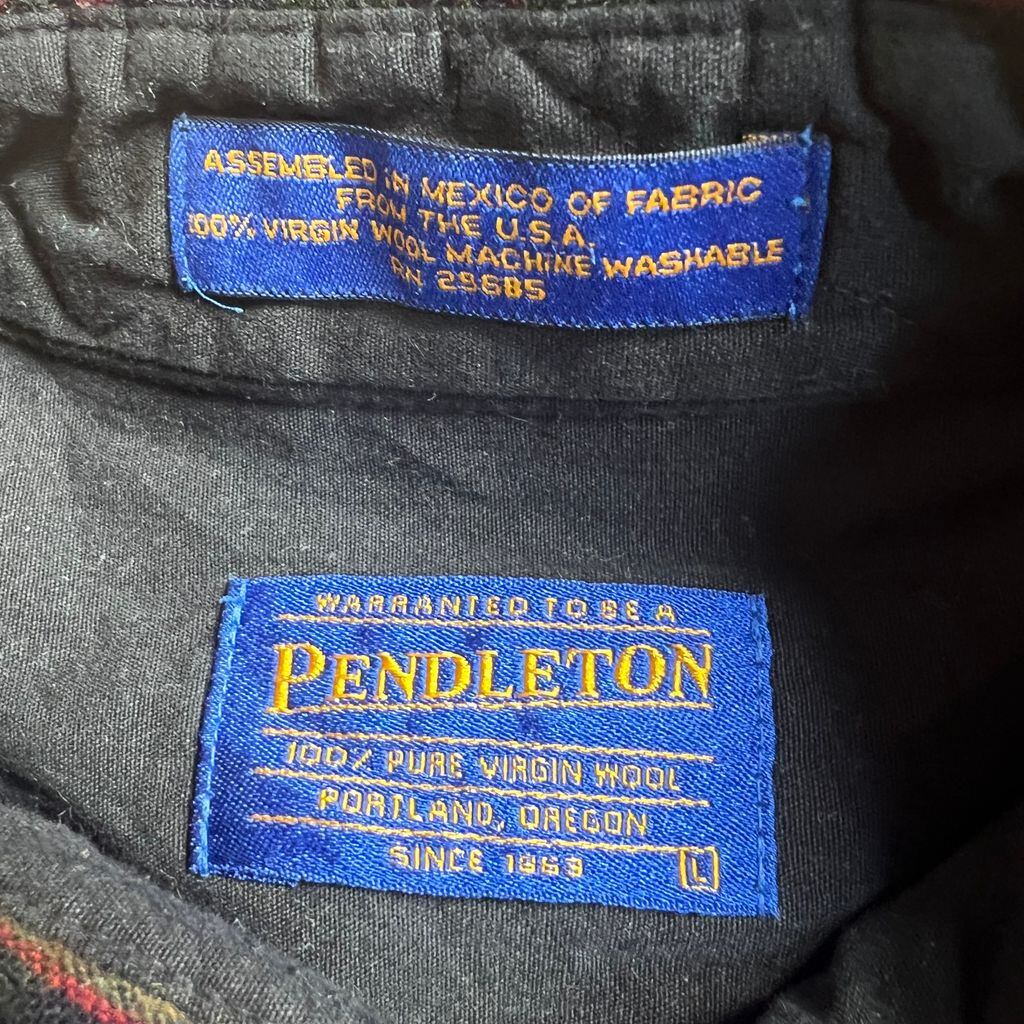 ASSEMBLED IN MEXICO OF FABRIC
FROM THE U.S.A.
100% VIRGIN WOOL MACHINE WASHABLE
RN 29685
WARRANTED TO BE A
PENDLETON
100% PURE VIRGIN WOOL
PORTLAND, OREGON
SINCE 1863
L